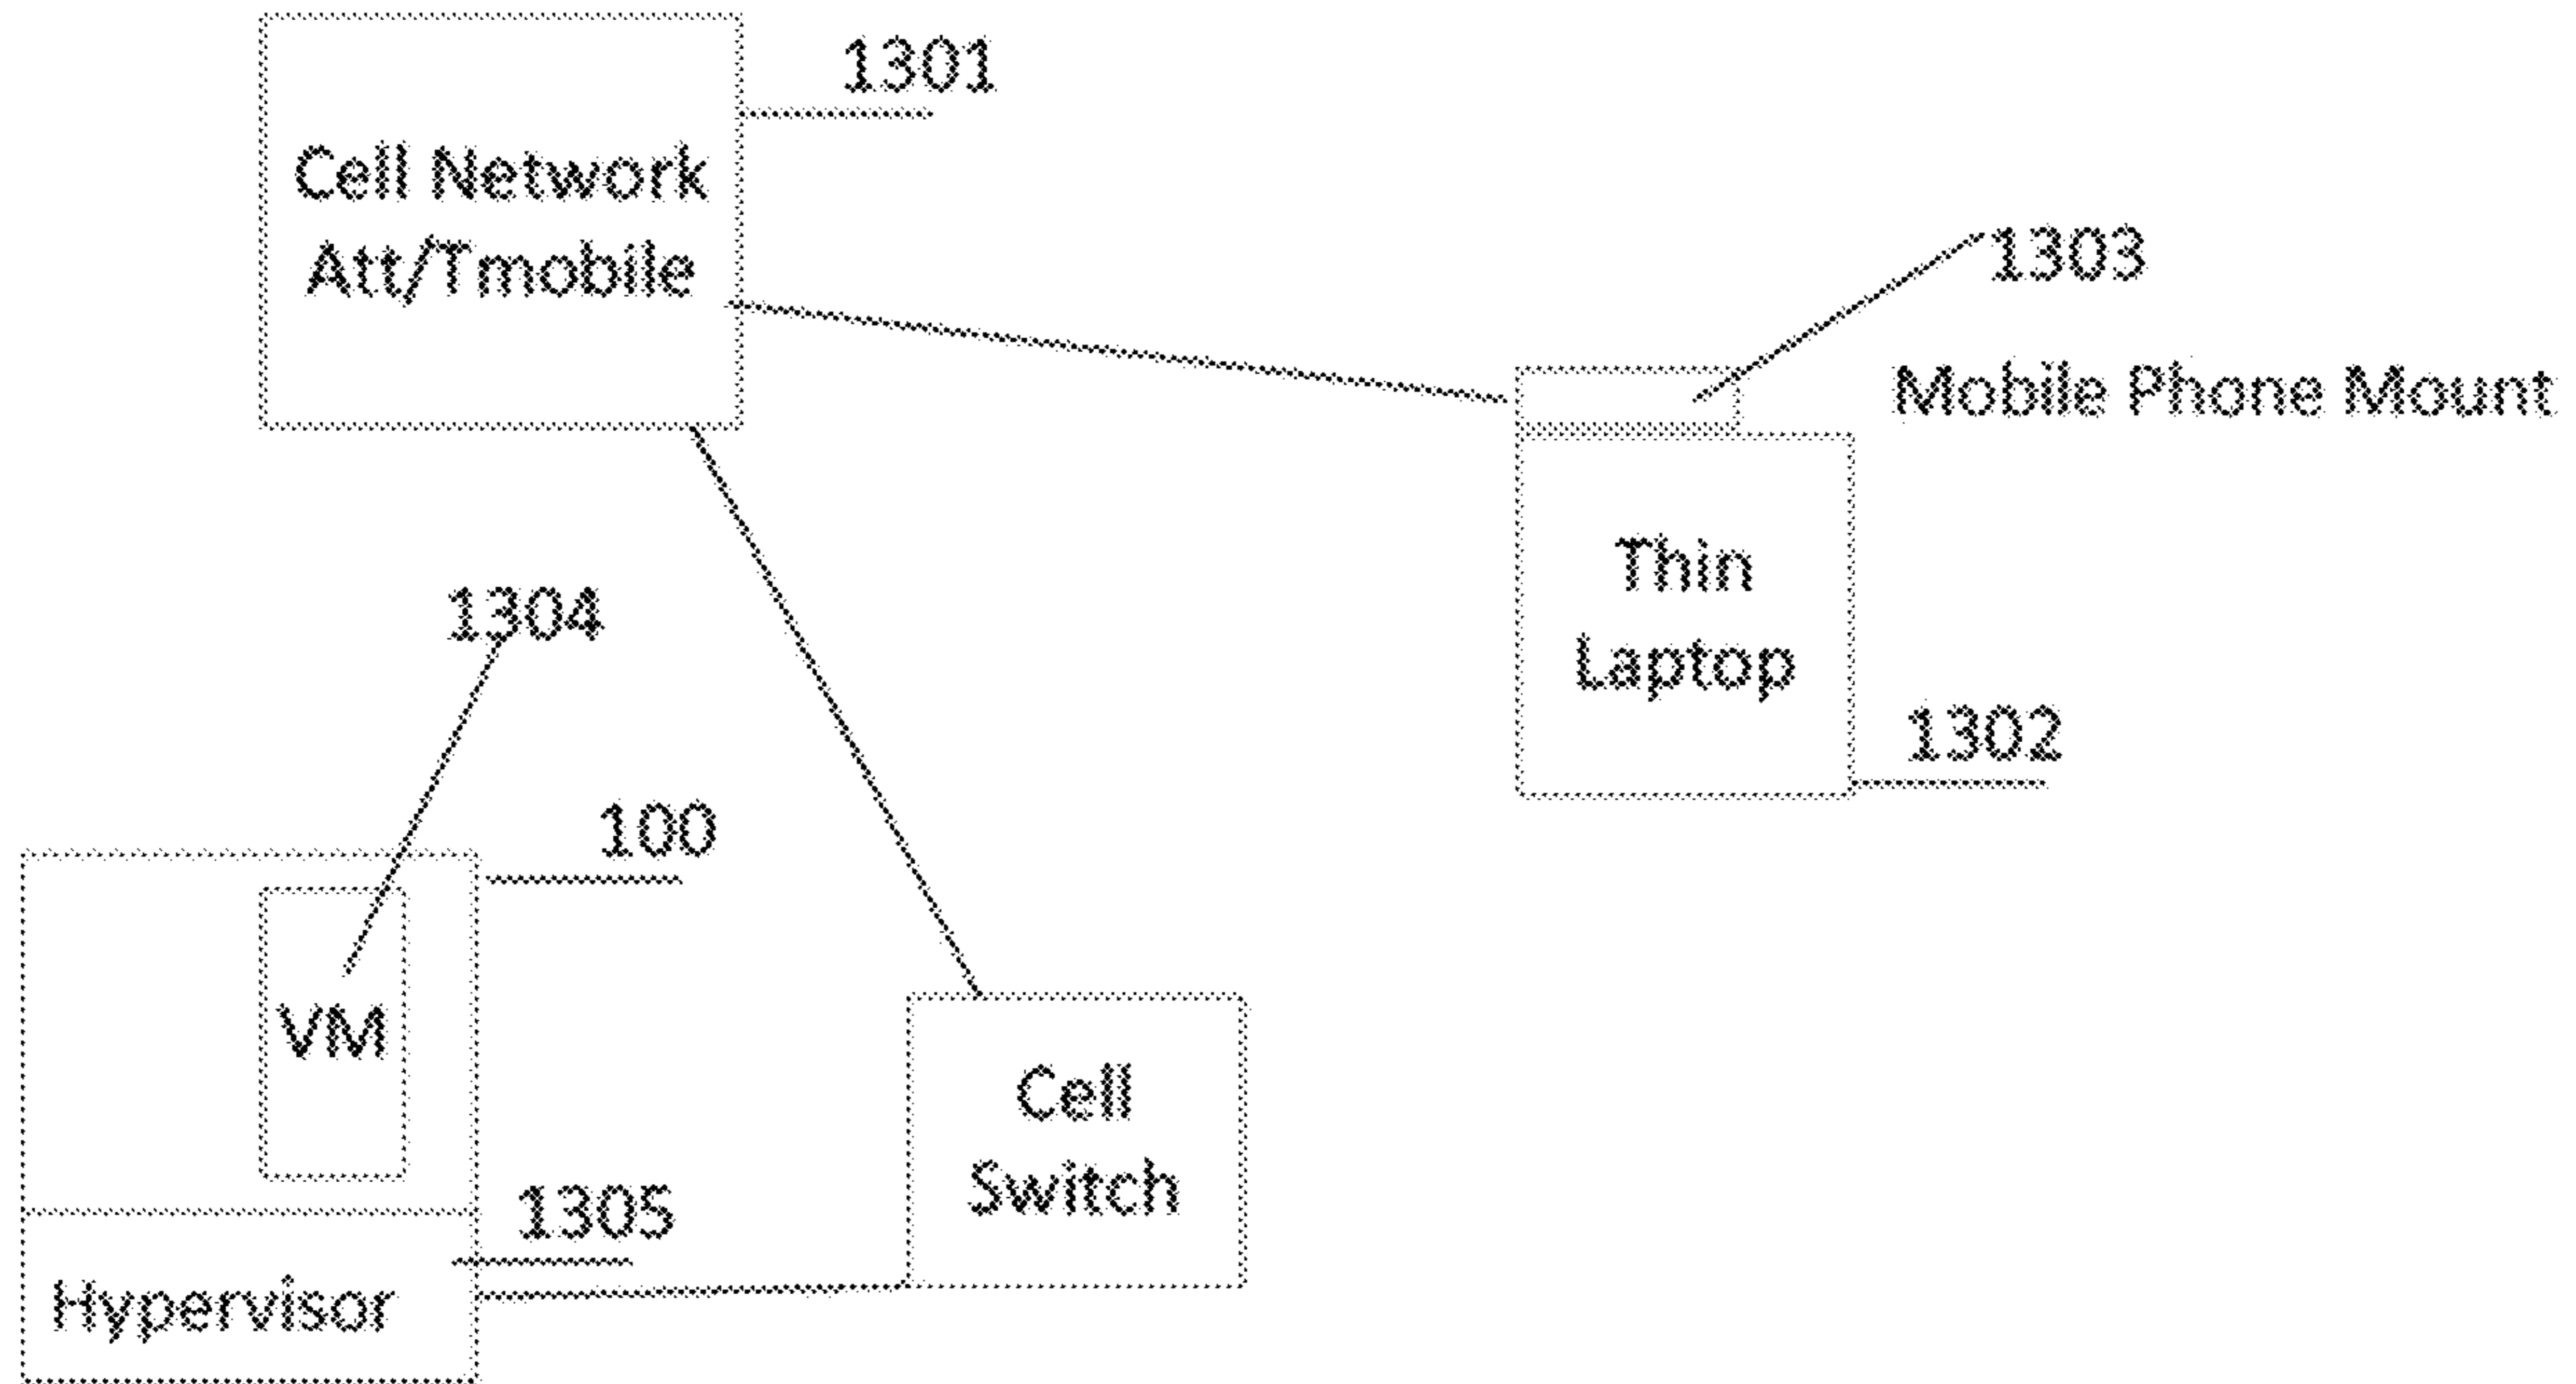 1301
Cell Network
Att/Tmobile
1303
Mobile Phone Mount
Thin
Laptop
1302
1304
100
VM
Cell
Switch
1305
Hypervisor